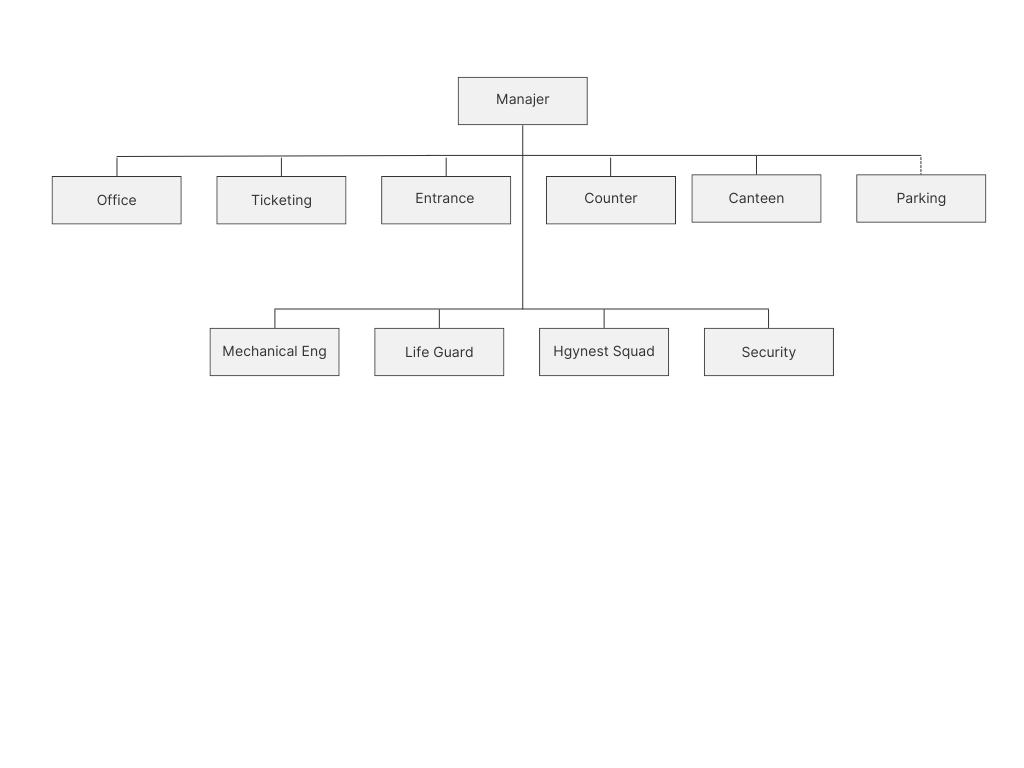 Manajer
Office
Ticketing
Entrance
Counter
Canteen
Parking
Mechanical Eng
Life Guard
Hgynest Squad
Security